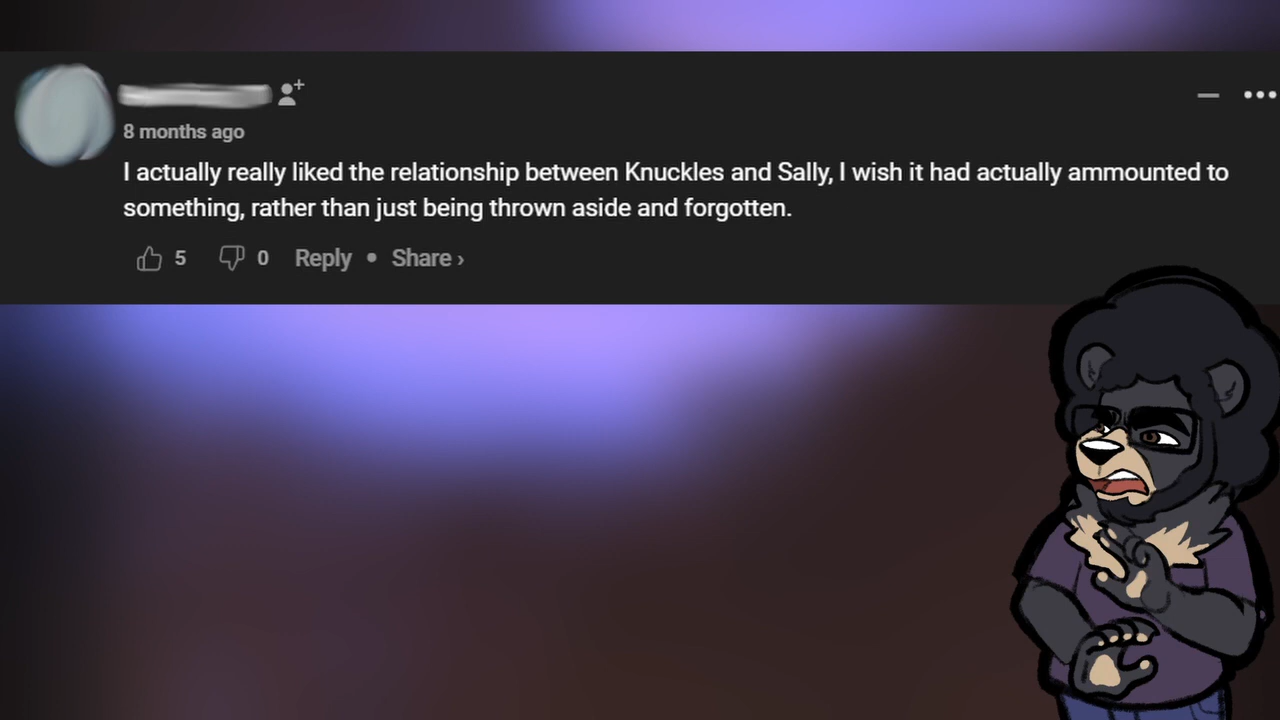 8 months ago
I actually really liked the relationship between Knuckles and Sally, I wish it had actually ammounted to
something, rather than just being thrown aside and forgotten.
5 0 Reply • Share ›